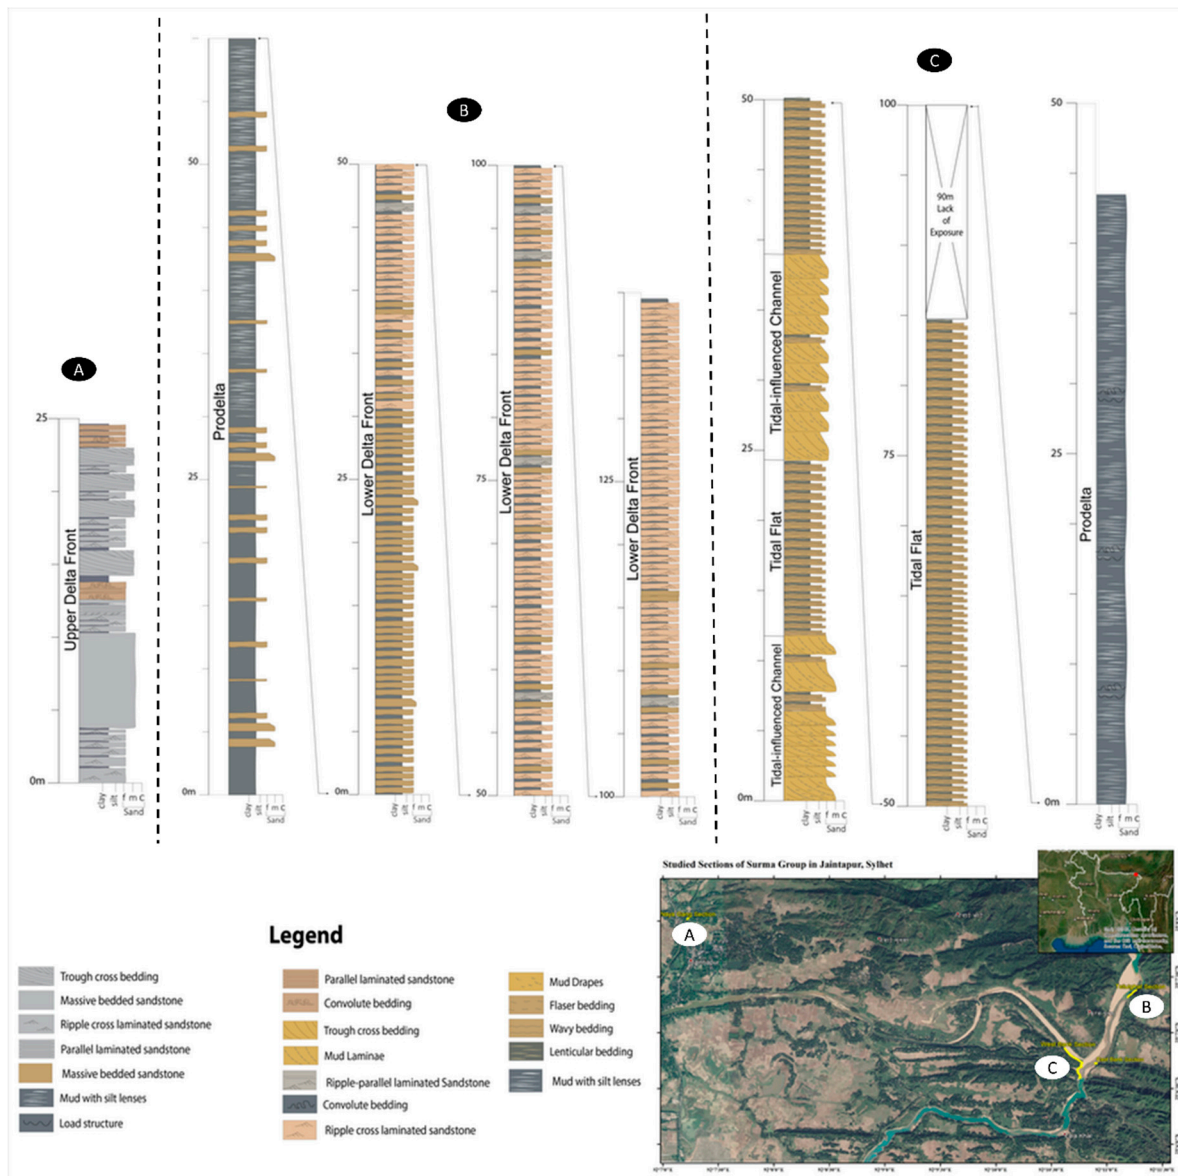 A
25
Upper Delta Front
0m
clay
silt
f m c
Sand
B
50
Prodelta
25
0m
clay
silt
f m c
Sand
50
Lower Delta Front
25
0m
clay
silt
f m c
Sand
100
Lower Delta Front
75
50
clay
silt
f m c
Sand
125
Lower Delta Front
100
clay
silt
f m c
Sand
C
50
Tidal-influenced Channel
25
Tidal Flat
Tidal-influenced Channel
0m
clay
silt
f m c
Sand
100
90m
Lack
of
Exposure
75
Tidal Flat
50
clay
silt
f m c
Sand
50
25
Prodelta
0m
clay
silt
f m c
Sand
Legend
Trough cross bedding
Massive bedded sandstone
Ripple cross laminated sandstone
Parallel laminated sandstone
Massive bedded sandstone
Mud with silt lenses
Load structure
Parallel laminated sandstone
Convolute bedding
Trough cross bedding
Mud Laminae
Ripple-parallel laminated Sandstone
Convolute bedding
Ripple cross laminated sandstone
Mud Drapes
Flaser bedding
Wavy bedding
Lenticular bedding
Mud with silt lenses
Studied Sections of Surma Group in Jaintapur, Sylhet
A
B
C